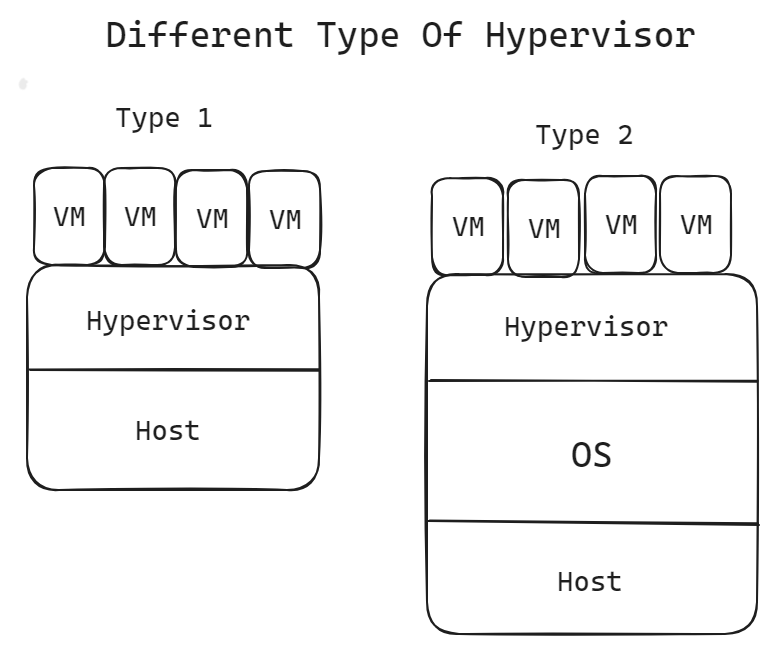 Different Type Of Hypervisor
Type 1
VM VM VM VM
Hypervisor
Host
Type 2
VM VM VM VM
Hypervisor
OS
Host